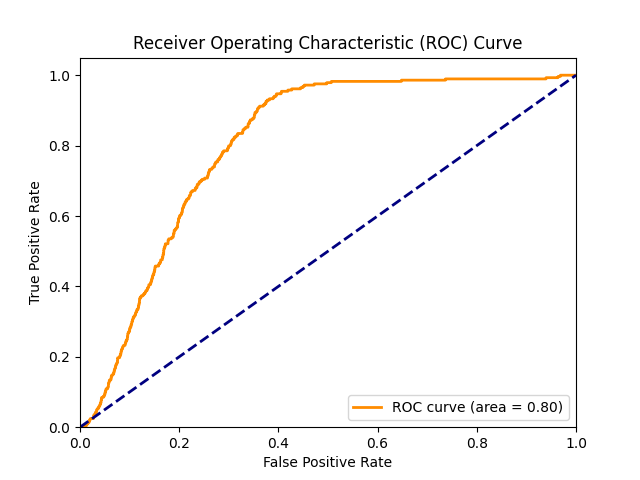 Receiver Operating Characteristic (ROC) Curve
True Positive Rate
1.0
0.8
0.6
0.4
0.2
0.0
0.0 0.2 0.4 0.6 0.8 1.0
False Positive Rate
ROC curve (area = 0.80)